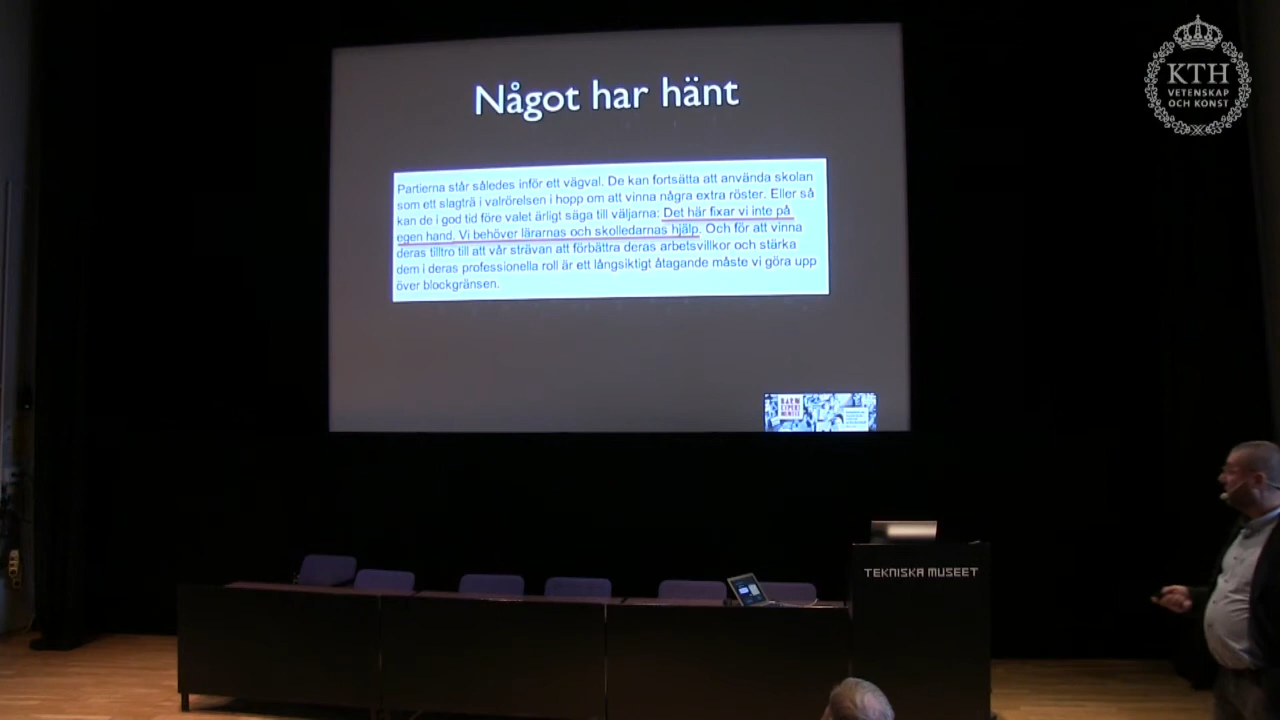 Något har hänt
Partierna står således inför ett vägval. De kan fortsätta att använda skolan
som ett slagträ i valrörelsen i hopp om att vinna några extra röster. Eller så
kan de i god tid före valet ärligt säga till väljarna: Det här fixar vi inte på
egen hand. Vi behöver lärarnas och skolledarnas hjälp. Och för att vinna
deras tilltro till att vår strävan att förbättra deras arbetsvillkor och stärka
dem i deras professionella roll är ett långsiktigt åtagande måste vi göra upp
över blockgränsen.
BARN
EXPERI
MENTET
KTH
VETENSKAP
OCH KONST
TEKNISKA MUSEET